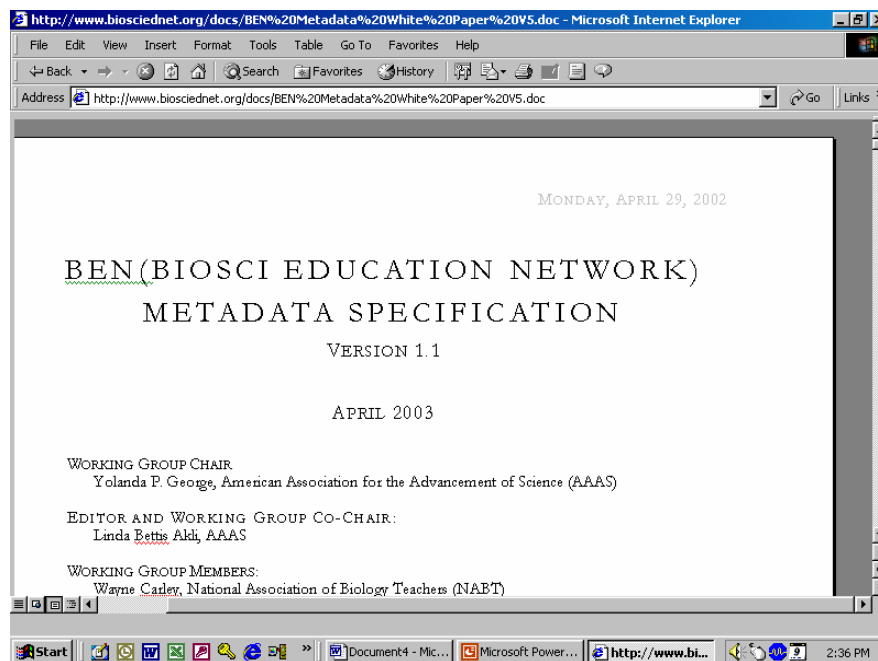 http://www.biosciednet.org/docs/BEN%20Metadata%20White%20Paper%20V5.doc - Microsoft Internet Explorer
File Edit View Insert Format Tools Table Go To Favorites Help
Back Search Favorites History
Address http://www.biosciednet.org/docs/BEN%20Metadata%20White%20Paper%20V5.doc Go Links
MONDAY, APRIL 29, 2002
BEN(BIOSCI EDUCATION NETWORK)
METADATA SPECIFICATION
VERSION 1.1
APRIL 2003
WORKING GROUP CHAIR
Yolanda P. George, American Association for the Advancement of Science (AAAS)
EDITOR AND WORKING GROUP CO-CHAIR:
Linda Bettis Akli, AAAS
WORKING GROUP MEMBERS:
Wayne Carley, National Association of Biology Teachers (NABT)
Start Document4 - Mic... Microsoft Power... http://www.bi... 2:36 PM